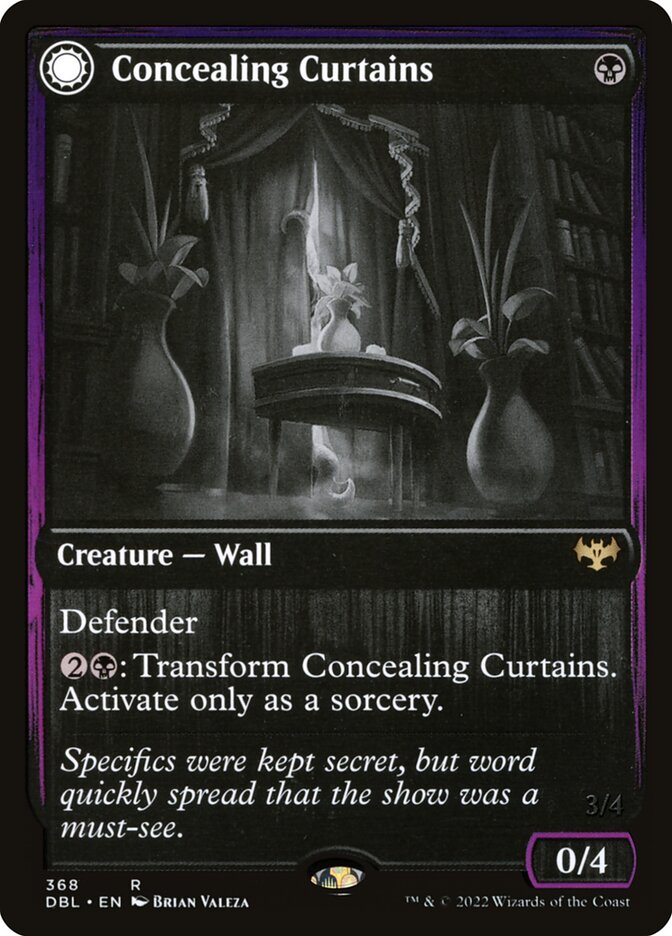 Concealing Curtains
Creature — Wall
Defender
2: Transform Concealing Curtains.
Activate only as a sorcery.
Specifics were kept secret, but word
quickly spread that the show was a
must-see.
3/4
0/4
368 R
DBL • EN Brian Valeza
™ & © 2022 Wizards of the Coast